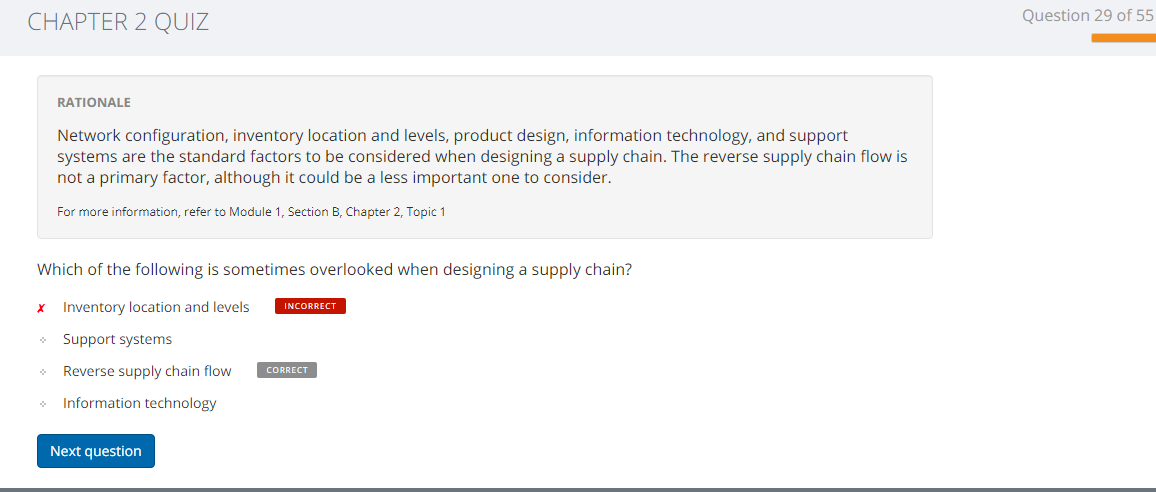 CHAPTER 2 QUIZ
Question 29 of 55
RATIONALE
Network configuration, inventory location and levels, product design, information technology, and support
systems are the standard factors to be considered when designing a supply chain. The reverse supply chain flow is
not a primary factor, although it could be a less important one to consider.
For more information, refer to Module 1, Section B, Chapter 2, Topic 1
Which of the following is sometimes overlooked when designing a supply chain?
✗ Inventory location and levels INCORRECT
Support systems
Reverse supply chain flow CORRECT
Information technology
Next question